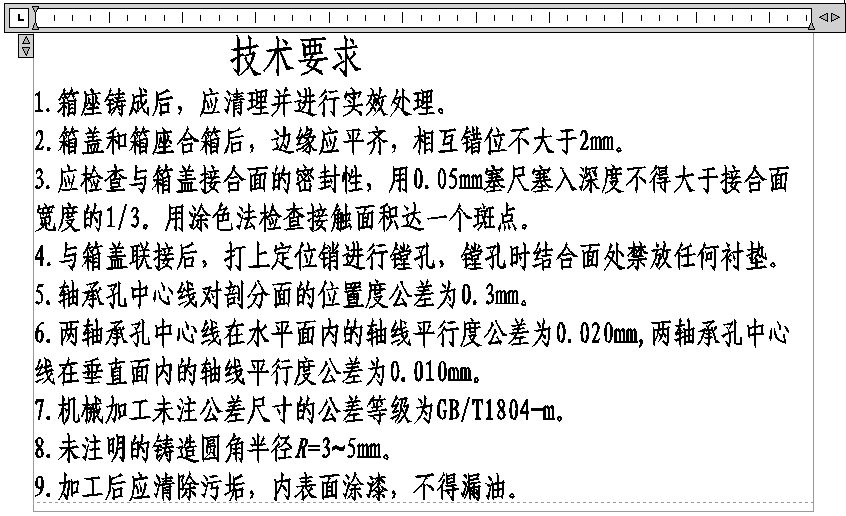 技术要求
1.箱座铸成后，应清理并进行实效处理。
2.箱盖和箱座合箱后，边缘应平齐，相互错位不大于2mm。
3.应检查与箱盖接合面的密封性，用0.05mm塞尺塞入深度不得大于接合面
宽度的1/3。用涂色法检查接触面积达一个斑点。
4.与箱盖联接后，打上定位销进行镗孔，镗孔时结合面处禁放任何衬垫。
5.轴承孔中心线对剖分面的位置度公差为0.3mm。
6.两轴承孔中心线在水平面内的轴线平行度公差为0.020mm,两轴承孔中心
线在垂直面内的轴线平行度公差为0.010mm。
7.机械加工未注公差尺寸的公差等级为GB/T1804-m。
8.未注明的铸造圆角半径R=3~5mm。
9.加工后应清除污垢，内表面涂漆，不得漏油。